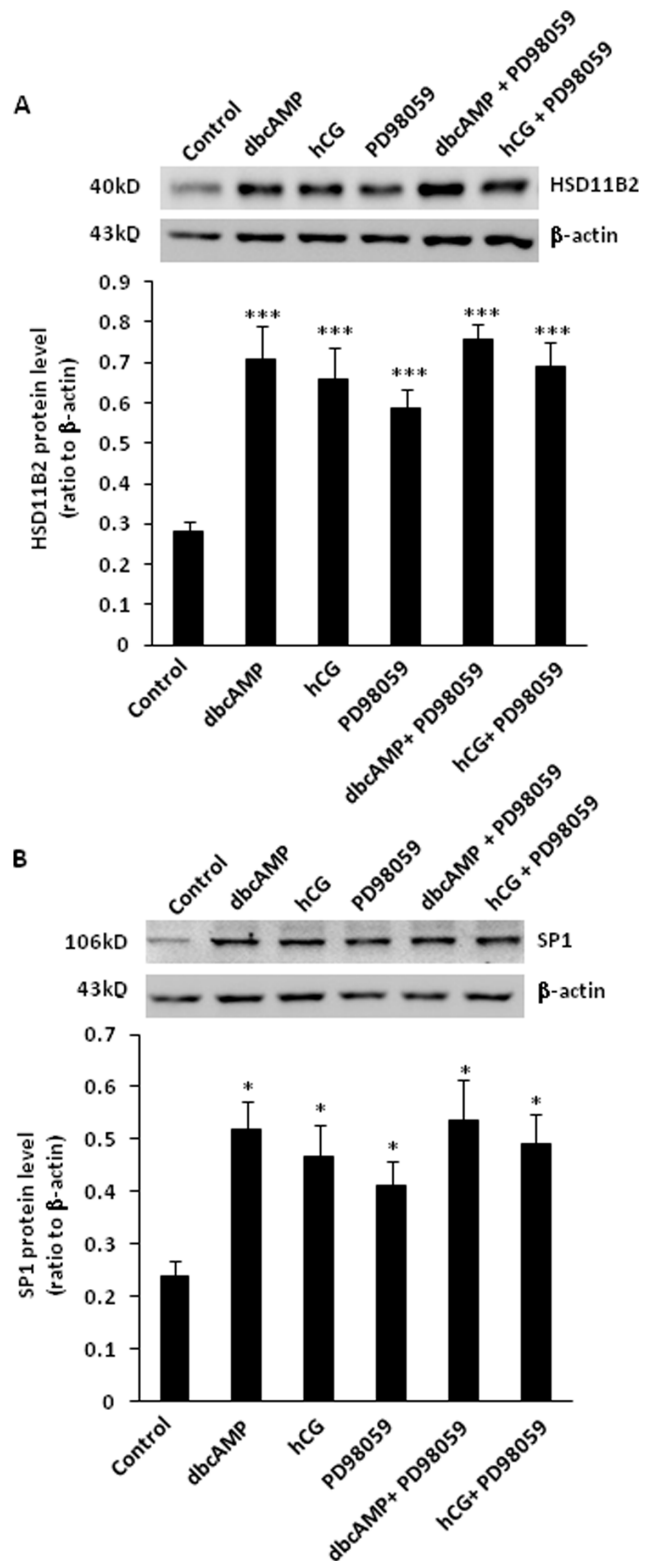 A
Control
dbcAMP
hCG
PD98059
dbcAMP + PD98059
hCG + PD98059
40kD
HSD11B2
43kD
β-actin
HSD11B2 protein level
(ratio to β-actin)
0.9
0.8
0.7
0.6
0.5
0.4
0.3
0.2
0.1
0
***
***
***
***
***
Control
dbcAMP
hCG
PD98059
dbcAMP+ PD98059
hCG+ PD98059
B
Control
dbcAMP
hCG
PD98059
dbcAMP + PD98059
hCG + PD98059
106kD
SP1
43kD
β-actin
SP1 protein level
(ratio to β-actin)
0.7
0.6
0.5
0.4
0.3
0.2
0.1
0
*
*
*
*
*
Control
dbcAMP
hCG
PD98059
dbcAMP+ PD98059
hCG+ PD98059